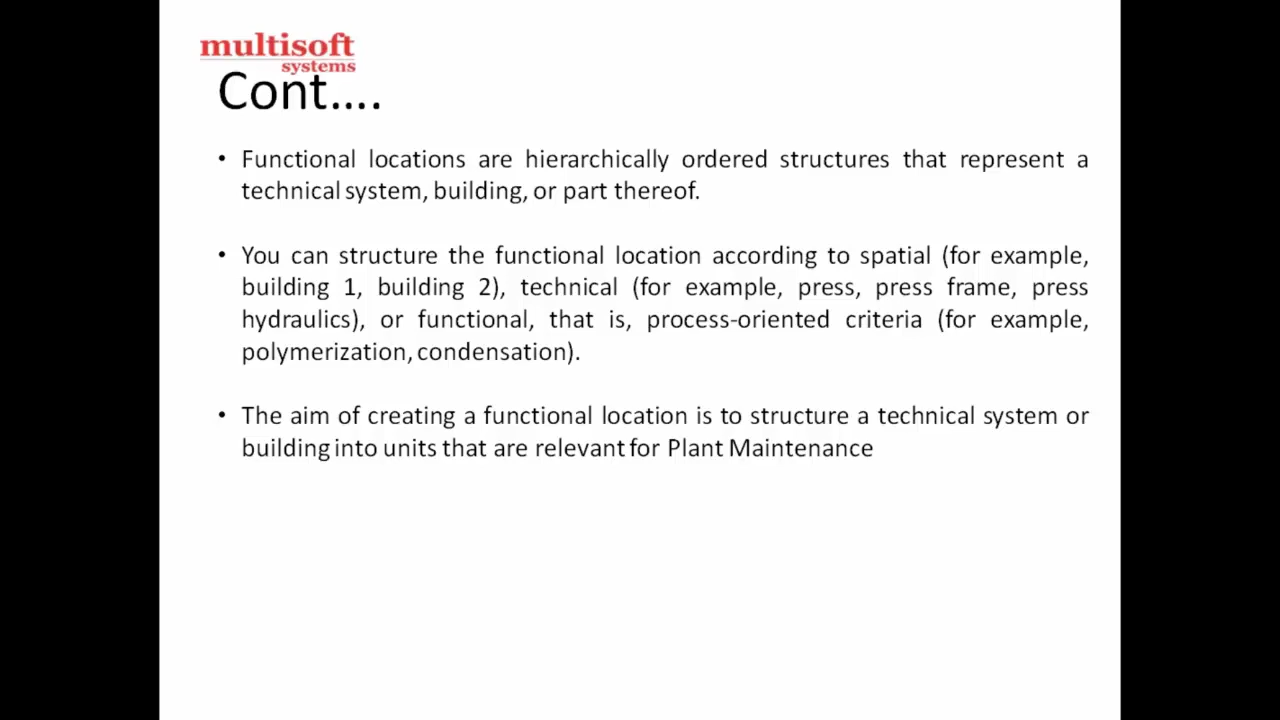 multisoft
systems
Cont....
• Functional locations are hierarchically ordered structures that represent a
technical system, building, or part thereof.
• You can structure the functional location according to spatial (for example,
building 1, building 2), technical (for example, press, press frame, press
hydraulics), or functional, that is, process-oriented criteria (for example,
polymerization, condensation).
• The aim of creating a functional location is to structure a technical system or
building into units that are relevant for Plant Maintenance